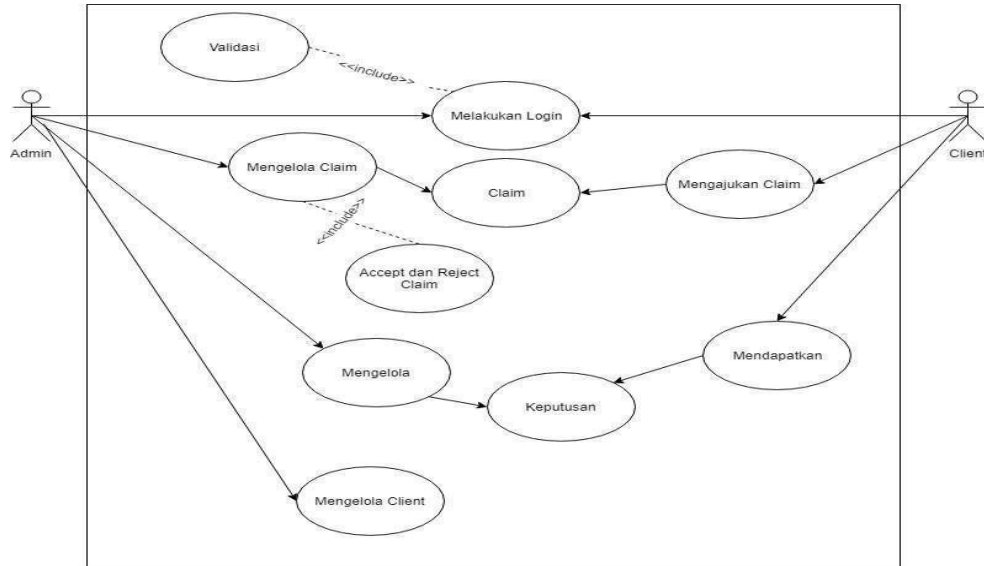 Validasi
<<include>>
Melakukan Login
Admin
Client
Mengelola Claim
Claim
Mengajukan Claim
<<include>>
Accept dan Reject
Claim
Mengelola
Mendapatkan
Keputusan
Mengelola Client